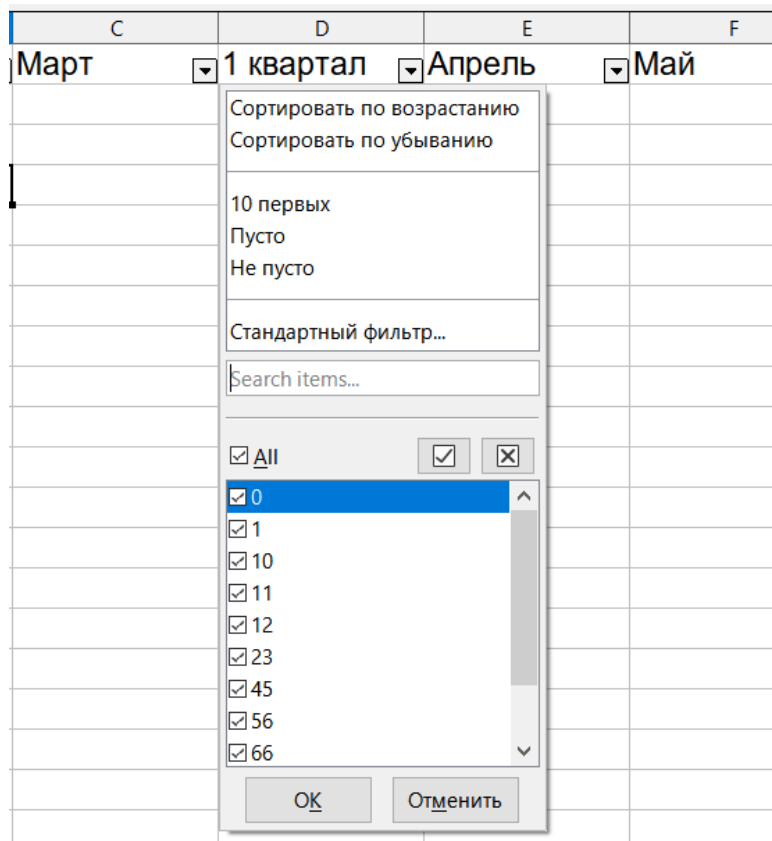 C D E F
Март 1 квартал Апрель Май
Сортировать по возрастанию
Сортировать по убыванию
10 первых
Пусто
Не пусто
Стандартный фильтр...
Search items...
All
0
1
10
11
12
23
45
56
66
OK Отменить